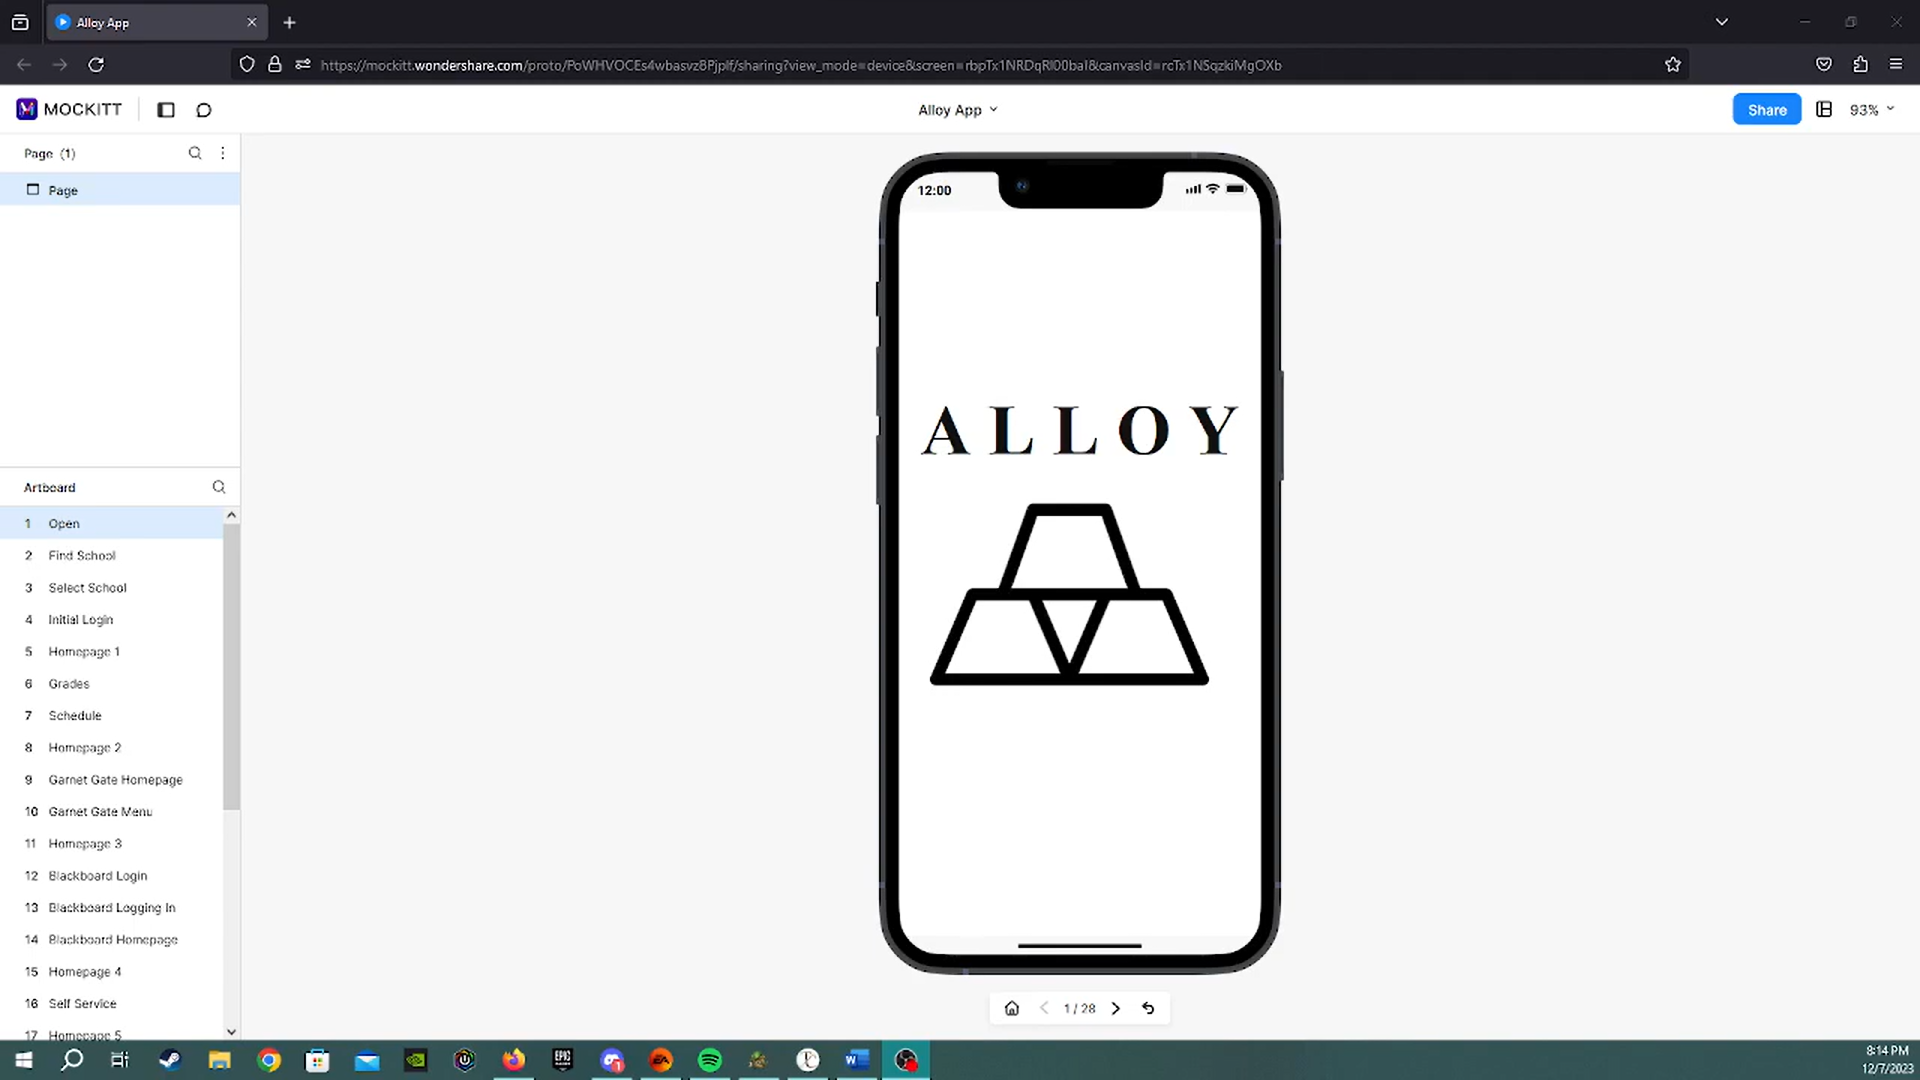 Alloy App
https://mockitt.wondershare.com/proto/PoWHVOCEs4wbasvz8Pjplf/sharing?view_mode=device&screen=rbpTx1NRDqRl00bal&canvasId=rcTx1NSqzkiMgOXb
MOCKITT
Alloy App
Share
93%
Page (1)
Page
12:00
ALLOY
Artboard
1 Open
2 Find School
3 Select School
4 Initial Login
5 Homepage 1
6 Grades
7 Schedule
8 Homepage 2
9 Garnet Gate Homepage
10 Garnet Gate Menu
11 Homepage 3
12 Blackboard Login
13 Blackboard Logging In
14 Blackboard Homepage
15 Homepage 4
16 Self Service
17 Homepage 5
1 / 28
EPIC
EA
W
1
8:14 PM
12/7/2023